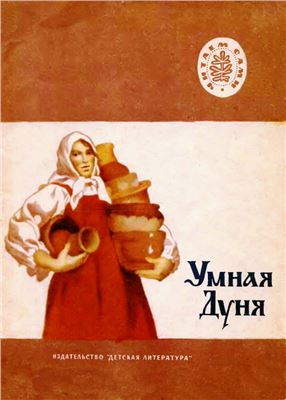 ЧИТАЕМ САМИ
Умная
Дуня
ИЗДАТЕЛЬСТВО "ДЕТСКАЯ ЛИТЕРАТУРА"